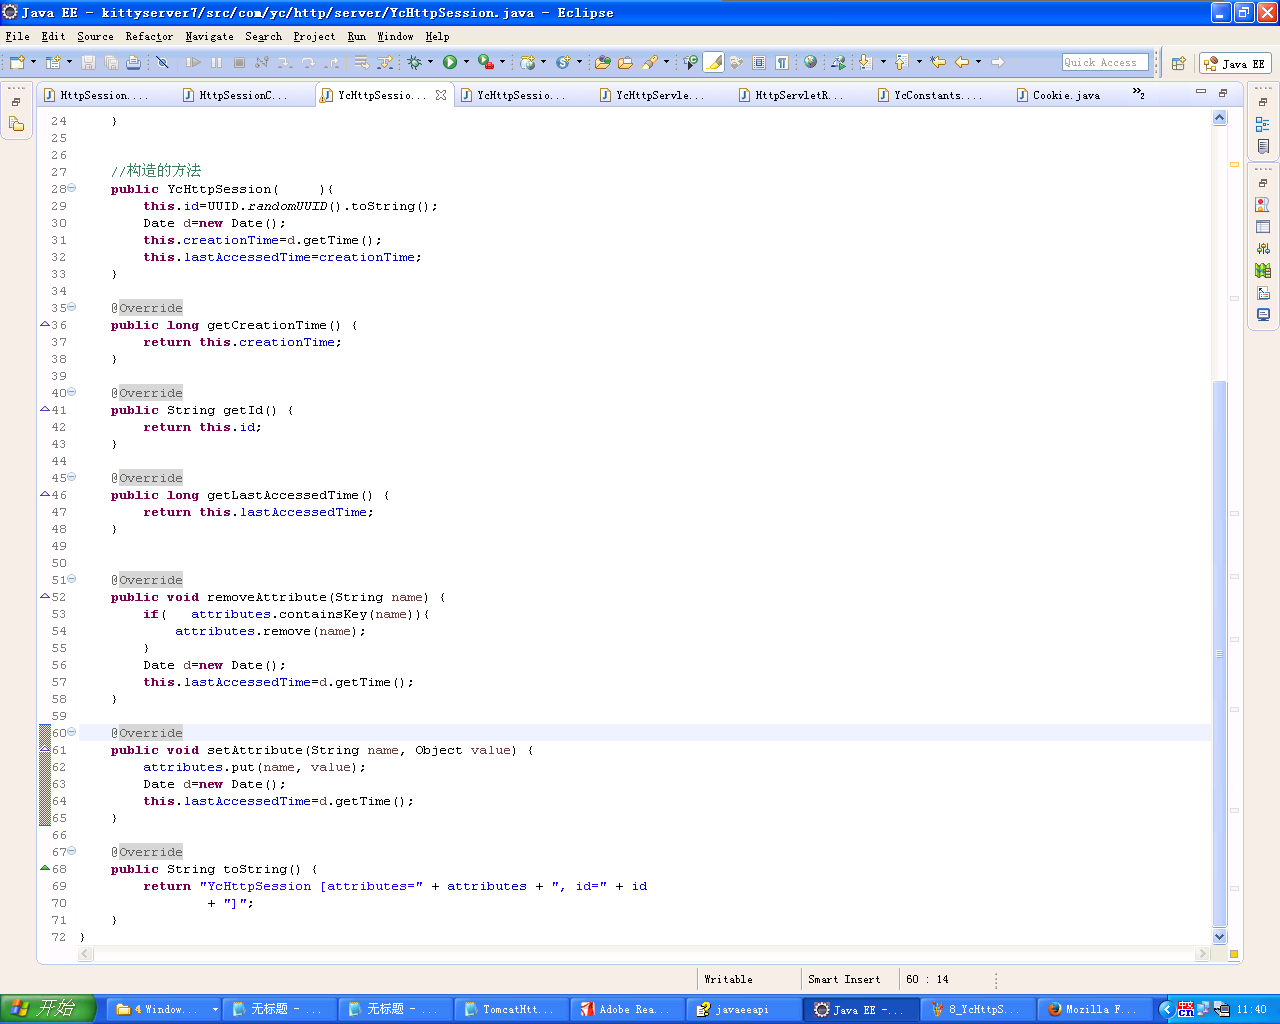 Java EE - kittyserver7/src/com/yc/http/server/YcHttpSession.java - Eclipse
File Edit Source Refactor Navigate Search Project Run Window Help
Quick Access
Java EE
HttpSession.... HttpSessionC... YcHttpSessio... YcHttpSessio... YcHttpServle... HttpServletR... YcConstants.... Cookie.java »2
24 }
25
26
27 //构造的方法
28 public YcHttpSession( ){
29 this.id=UUID.randomUUID().toString();
30 Date d=new Date();
31 this.creationTime=d.getTime();
32 this.lastAccessedTime=creationTime;
33 }
34
35 @Override
36 public long getCreationTime() {
37 return this.creationTime;
38 }
39
40 @Override
41 public String getId() {
42 return this.id;
43 }
44
45 @Override
46 public long getLastAccessedTime() {
47 return this.lastAccessedTime;
48 }
49
50
51 @Override
52 public void removeAttribute(String name) {
53 if( attributes.containsKey(name)){
54 attributes.remove(name);
55 }
56 Date d=new Date();
57 this.lastAccessedTime=d.getTime();
58 }
59
60 @Override
61 public void setAttribute(String name, Object value) {
62 attributes.put(name, value);
63 Date d=new Date();
64 this.lastAccessedTime=d.getTime();
65 }
66
67 @Override
68 public String toString() {
69 return "YcHttpSession [attributes=" + attributes + ", id=" + id
70 + "]";
71 }
72 }
Writable Smart Insert 60 : 14
开始 4 Window... 无标题 - ... 无标题 - ... TomcatHtt... Adobe Rea... javaeeapi Java EE -... 8_YcHttpS... Mozilla F... 11:40